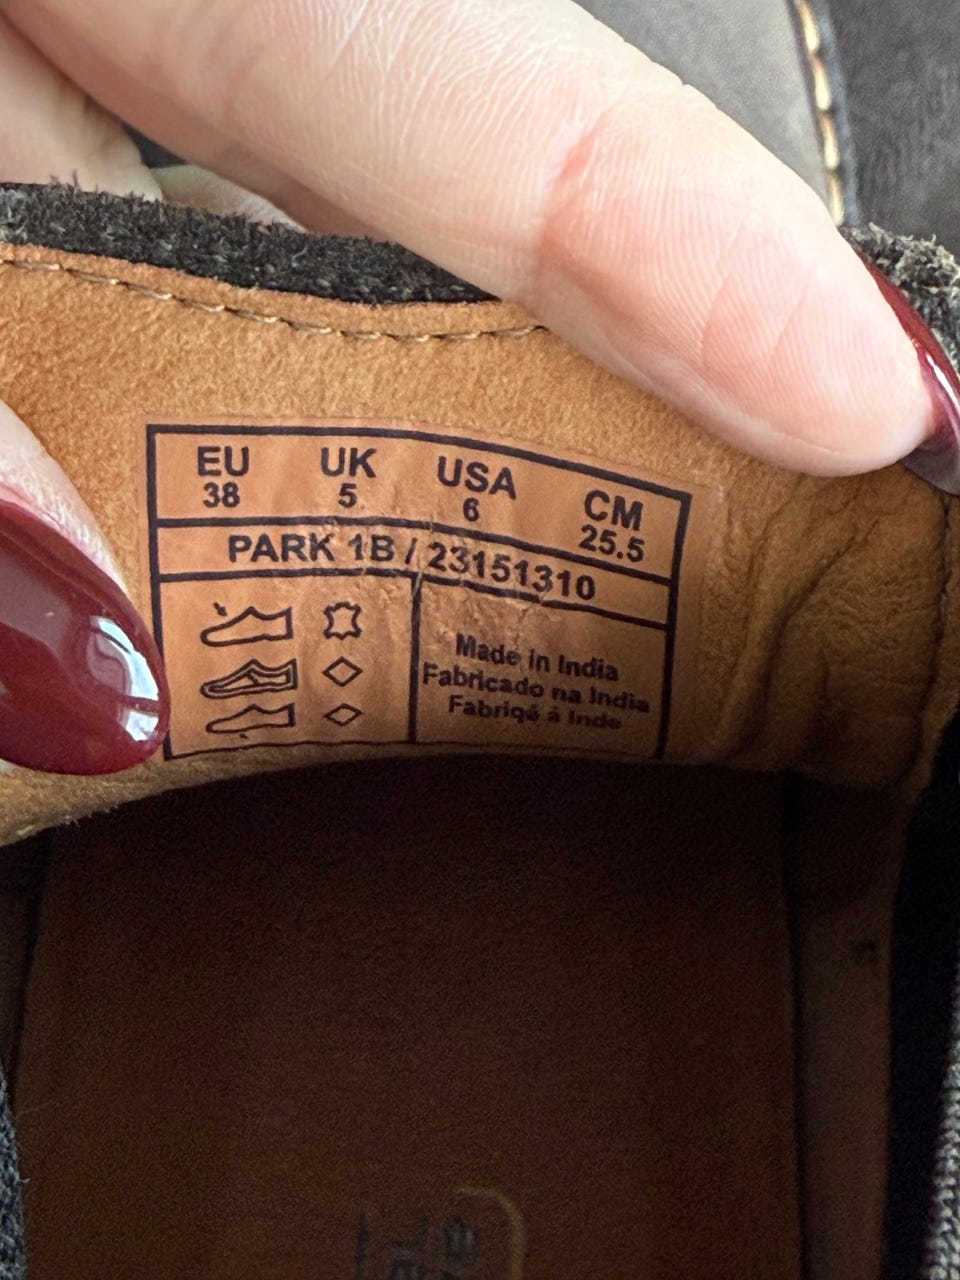 EU UK USA CM
38 5 6 25.5
PARK 1B / 23151310
Made in India
Fabricado na India
Fabriqé à Inde